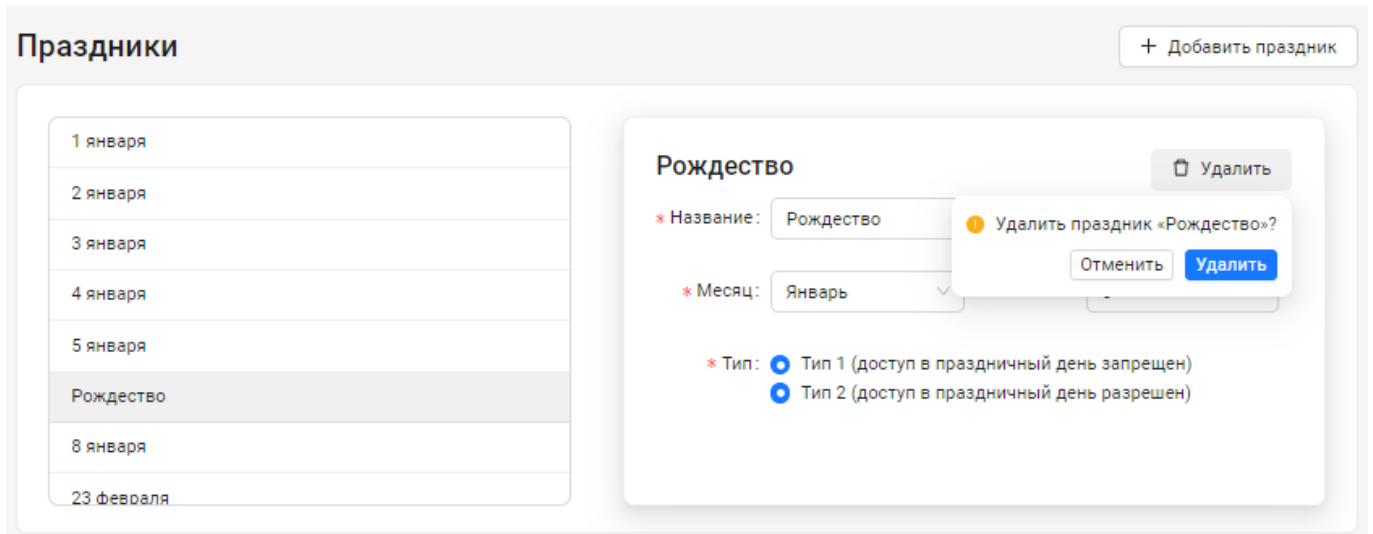 Праздники
+ Добавить праздник
1 января
2 января
3 января
4 января
5 января
Рождество
8 января
23 февраля
Рождество
Удалить
* Название: Рождество
Удалить праздник «Рождество»?
Отменить Удалить
* Месяц: Январь
* Тип: Тип 1 (доступ в праздничный день запрещен)
Тип 2 (доступ в праздничный день разрешен)